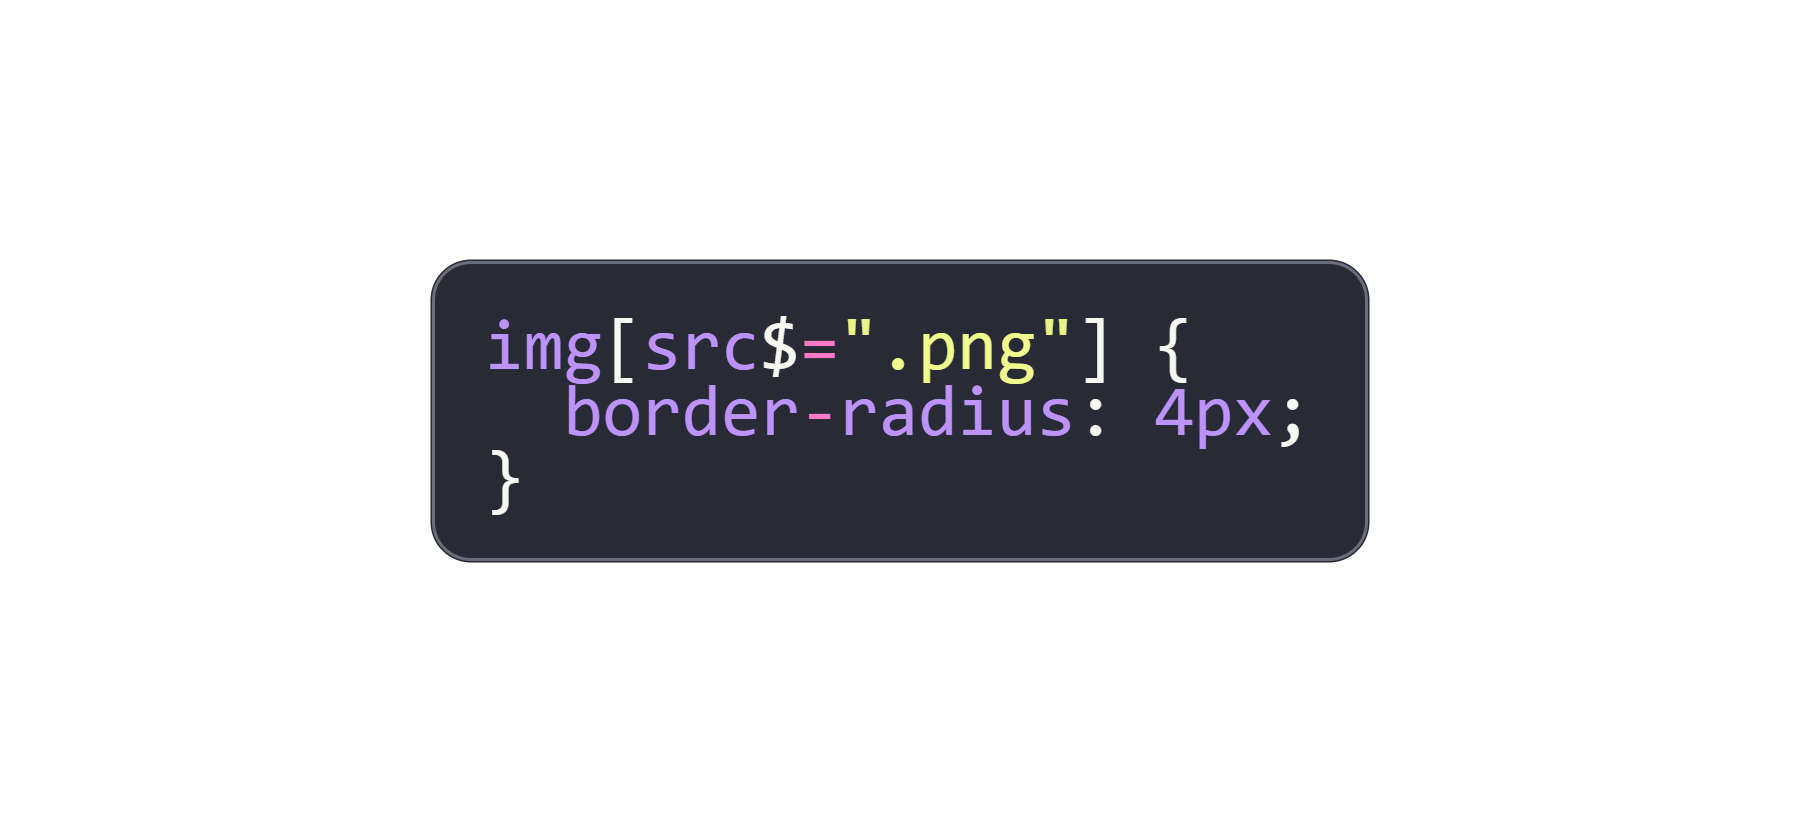 img[src$=".png"] {
  border-radius: 4px;
}